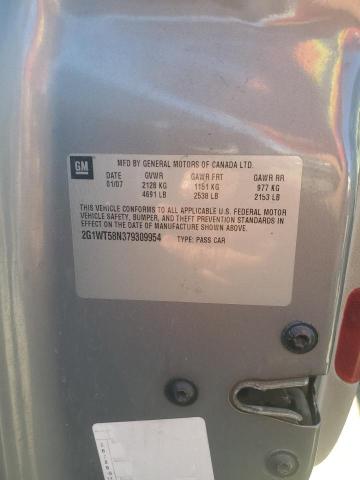 GM MFD BY GENERAL MOTORS OF CANADA LTD.
DATE GVWR GAWR FRT GAWR RR
01/07 2128 KG 1151 KG 977 KG
4691 LB 2538 LB 2153 LB
THIS VEHICLE CONFORMS TO ALL APPLICABLE U.S. FEDERAL MOTOR
VEHICLE SAFETY, BUMPER, AND THEFT PREVENTION STANDARDS IN
EFFECT ON THE DATE OF MANUFACTURE SHOWN ABOVE.
2G1WT58N379309954 TYPE: PASS CAR